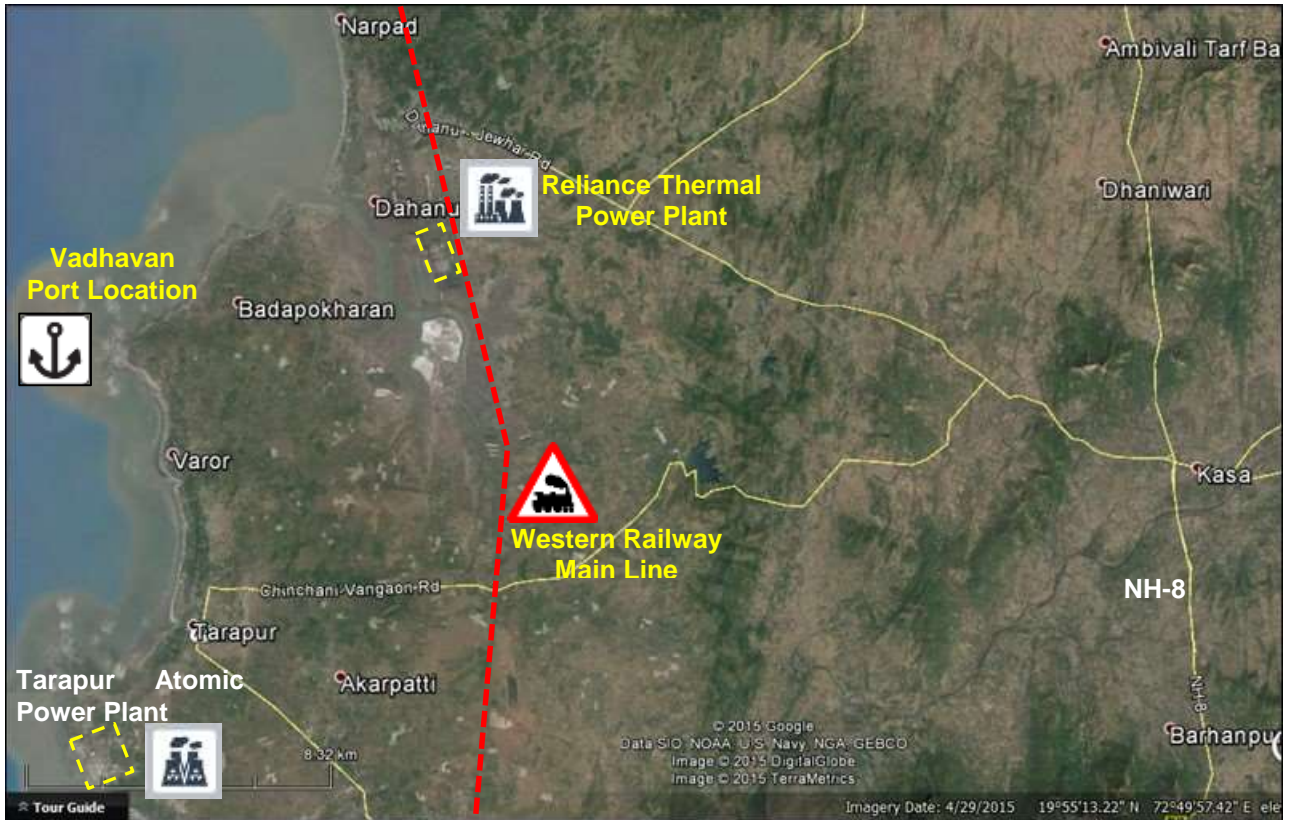 Narpad
Ambivali Tarf Ba
Dahanu - Jewhar Rd
Reliance Thermal
Power Plant
Dhaniwari
Dahanu
Vadhavan
Port Location
Badapokharan
Varor
Kasa
Western Railway
Main Line
Chinchani-Vangaon-Rd
NH-8
Tarapur
Tarapur Atomic
Power Plant
Akarpatti
NH-8
Barhanpu
8.32 km
© 2015 Google
Data SIO, NOAA, U.S. Navy, NGA, GEBCO
Image © 2015 DigitalGlobe
Image © 2015 TerraMetrics
Tour Guide
Imagery Date: 4/29/2015 19°55'13.22" N 72°49'57.42" E ele